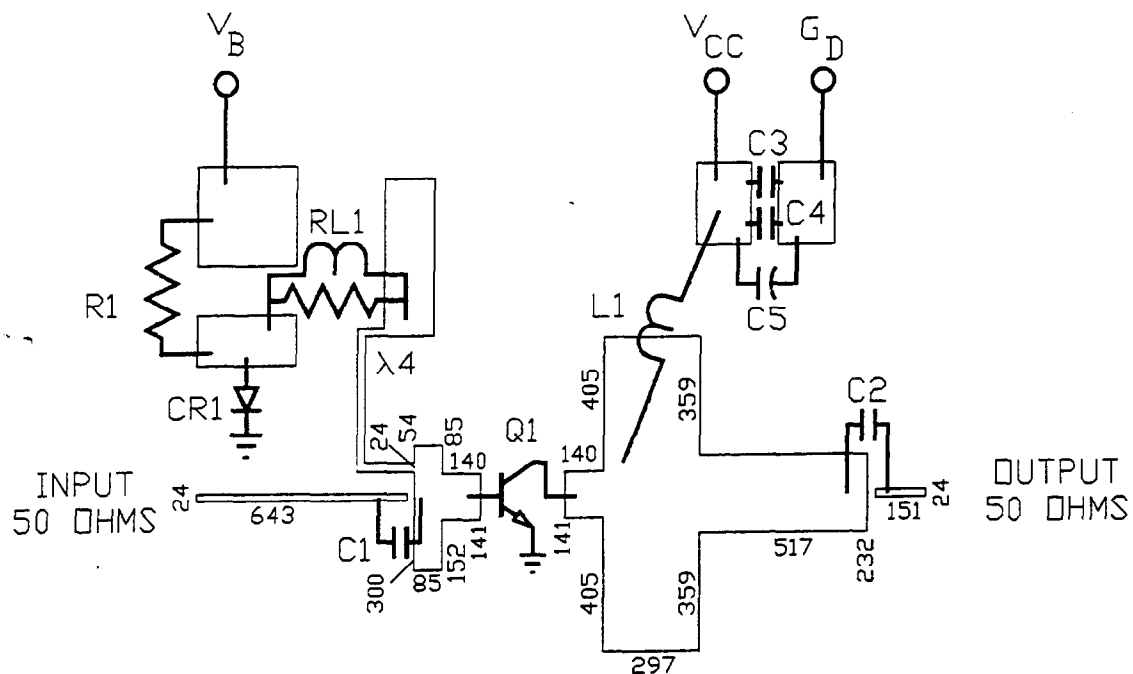 V_B
V_CC
G_D
C3
C4
C5
RL1
R1
L1
λ4
CR1
405
359
C2
24
54
85
Q1
140
140
INPUT
50 OHMS
24
643
C1
300
85
152
141
141
405
359
517
232
151
24
OUTPUT
50 OHMS
297